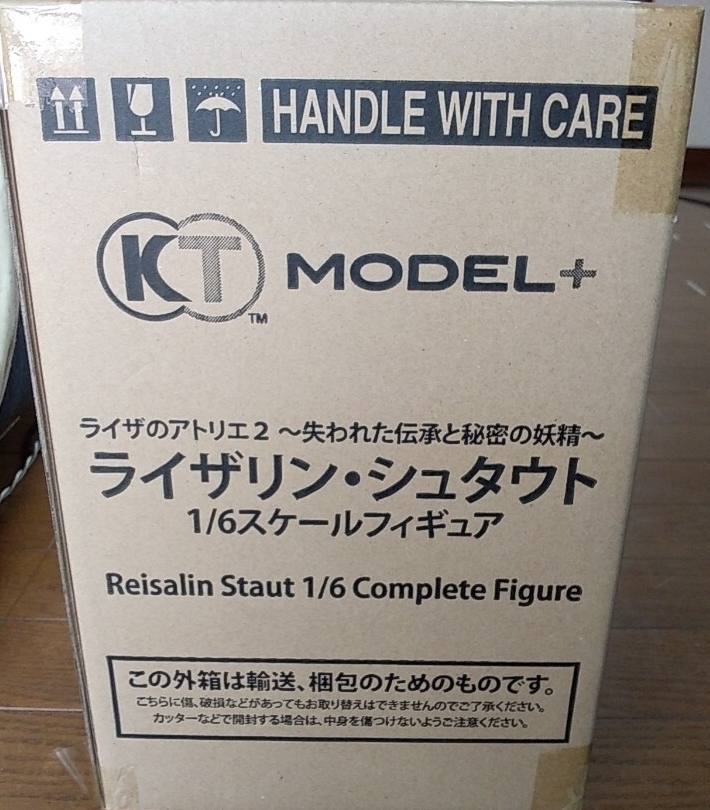 HANDLE WITH CARE
KT MODEL+
TM
ライザのアトリエ2 ～失われた伝承と秘密の妖精～
ライザリン・シュタウト
1/6スケールフィギュア
Reisalin Staut 1/6 Complete Figure
この外箱は輸送、梱包のためのものです。
こちらに傷、破損などがあってもお取り替えはできませんのでご了承ください。
カッターなどで開封する場合は、中身を傷つけないようご注意ください。